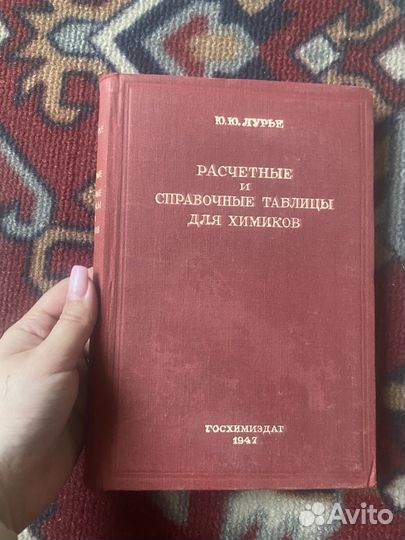 Ю.Ю. ЛУРЬЕ
РАСЧЕТНЫЕ
И
СПРАВОЧНЫЕ ТАБЛИЦЫ
ДЛЯ ХИМИКОВ
ГОСХИМИЗДАТ
1947
Avito